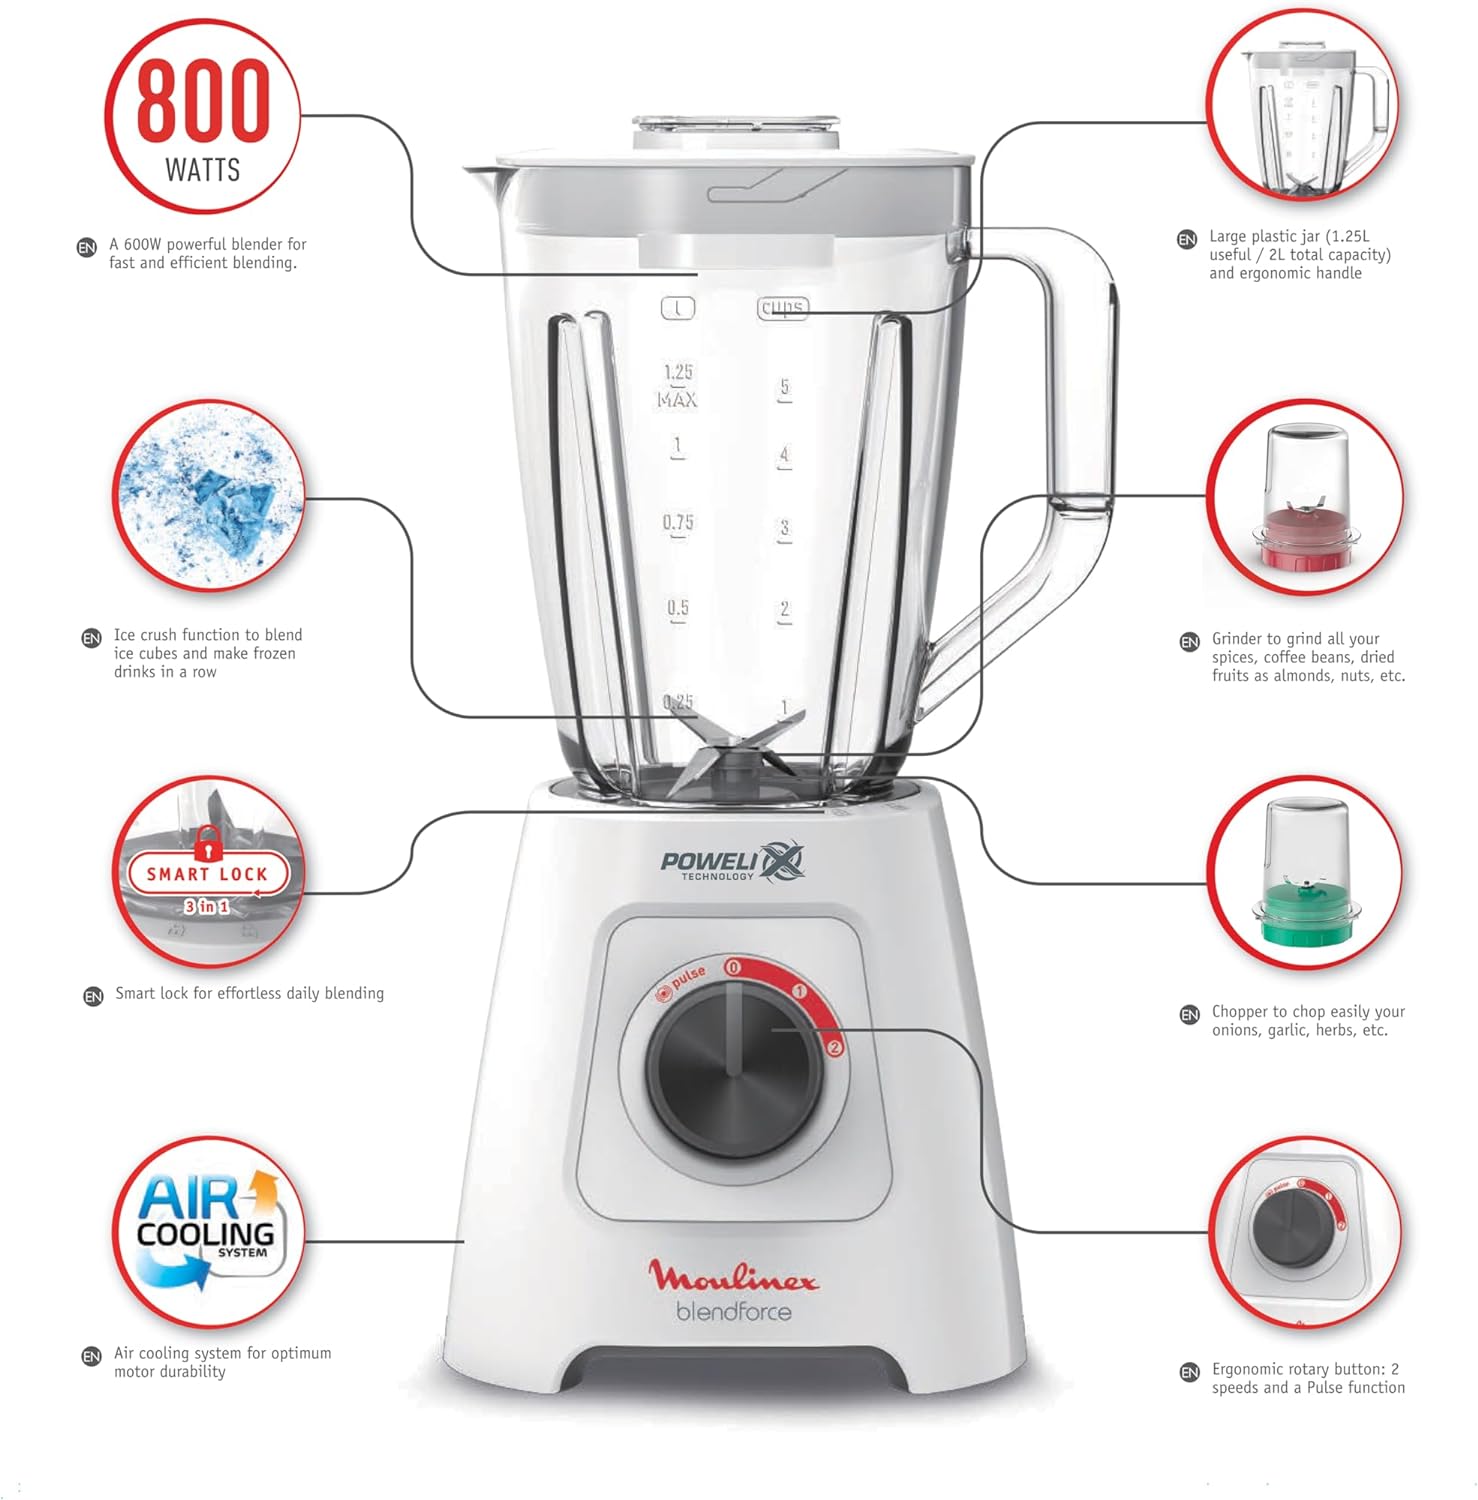 800
WATTS
EN
A 600W powerful blender for
fast and efficient blending.
EN
Ice crush function to blend
ice cubes and make frozen
drinks in a row
SMART LOCK
3 in 1
EN
Smart lock for effortless daily blending
AIR
COOLING
SYSTEM
EN
Air cooling system for optimum
motor durability
l
cups
1.25
MAX
5
1
4
0.75
3
0.5
2
0.25
1
POWELIX
TECHNOLOGY
pulse
0
1
2
Moulinex
blendforce
EN
Large plastic jar (1.25L
useful / 2L total capacity)
and ergonomic handle
EN
Grinder to grind all your
spices, coffee beans, dried
fruits as almonds, nuts, etc.
EN
Chopper to chop easily your
onions, garlic, herbs, etc.
pulse
0
1
2
EN
Ergonomic rotary button: 2
speeds and a Pulse function